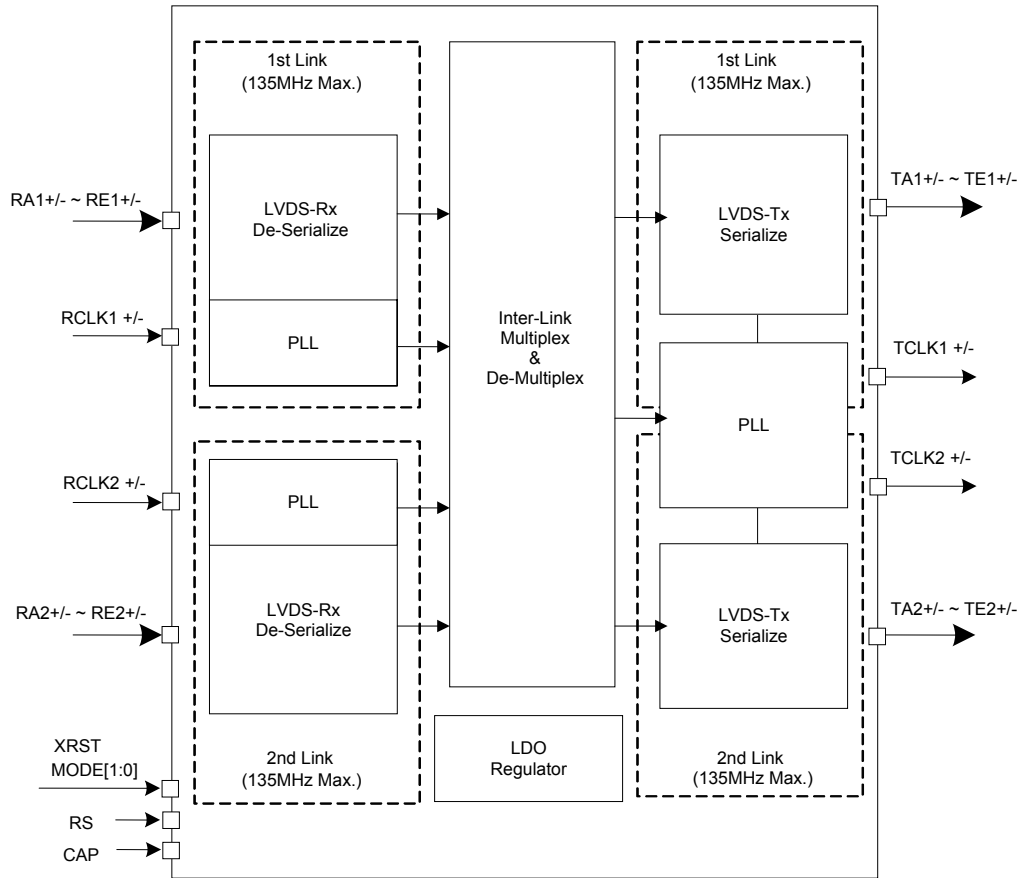 1st Link
(135MHz Max.)
LVDS-Rx
De-Serialize
PLL
RA1+/- ~ RE1+/-
RCLK1 +/-
RCLK2 +/-
RA2+/- ~ RE2+/-
PLL
LVDS-Rx
De-Serialize
2nd Link
(135MHz Max.)
XRST
MODE[1:0]
RS
CAP
Inter-Link
Multiplex
&
De-Multiplex
LDO
Regulator
1st Link
(135MHz Max.)
LVDS-Tx
Serialize
PLL
LVDS-Tx
Serialize
2nd Link
(135MHz Max.)
TA1+/- ~ TE1+/-
TCLK1 +/-
TCLK2 +/-
TA2+/- ~ TE2+/-